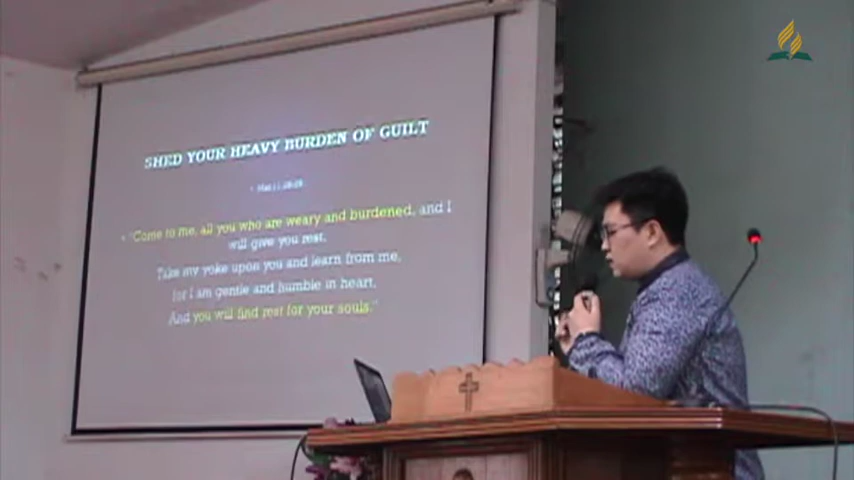 SHED YOUR HEAVY BURDEN OF GUILT
"Come to me, all you who are weary and burdened, and I
will give you rest.
Take my yoke upon you and learn from me,
for I am gentle and humble in heart,
And you will find rest for your souls."